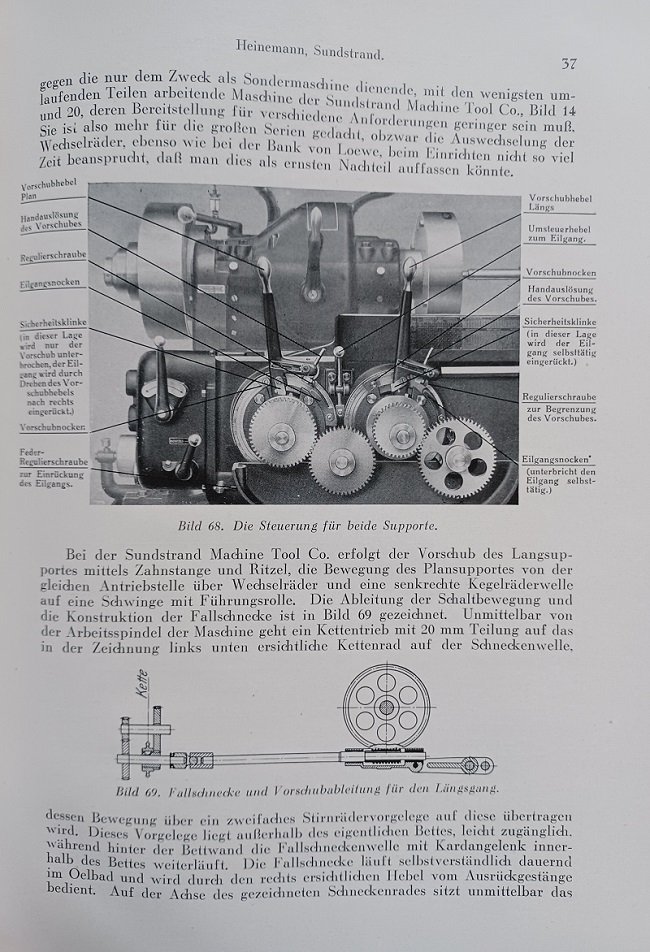 Heinemann, Sundstrand.
37
gegen die nur dem Zweck als Sondermaschine dienende, mit den wenigsten um-
laufenden Teilen arbeitende Maschine der Sundstrand Machine Tool Co., Bild 14
und 20, deren Bereitstellung für verschiedene Anforderungen geringer sein muß.
Sie ist also mehr für die großen Serien gedacht, obzwar die Auswechselung der
Wechselräder, ebenso wie bei der Bank von Loewe, beim Einrichten nicht so viel
Zeit beansprucht, daß man dies als ernsten Nachteil auffassen könnte.
Vorschubhebel
Plan
Handauslösung
des Vorschubes
Regulierschraube
Eilgangsnocken
Sicherheitsklinke
(in dieser Lage
wird nur der
Vorschub unter-
brochen, der Eil-
gang wird durch
Drehen des Vor-
schubhebels
nach rechts
eingerückt.)
Vorschubnocken
Feder-
Regulierschraube
zur Einrückung
des Eilgangs.
Vorschubhebel
Längs
Umsteuerhebel
zum Eilgang.
Vorschubnocken
Handauslösung
des Vorschubes.
Sicherheitsklinke
(in dieser Lage
wird der Eil-
gang selbsttätig
eingerückt.)
Regulierschraube
zur Begrenzung
des Vorschubes.
Eilgangsnocken
(unterbricht den
Eilgang selbst-
tätig.)
Bild 68. Die Steuerung für beide Supporte.
Bei der Sundstrand Machine Tool Co. erfolgt der Vorschub des Langsup-
portes mittels Zahnstange und Ritzel, die Bewegung des Plansupportes von der
gleichen Antriebstelle über Wechselräder und eine senkrechte Kegelräderwelle
auf eine Schwinge mit Führungsrolle. Die Ableitung der Schaltbewegung und
die Konstruktion der Fallschnecke ist in Bild 69 gezeichnet. Unmittelbar von
der Arbeitsspindel der Maschine geht ein Kettentrieb mit 20 mm Teilung auf das
in der Zeichnung links unten ersichtliche Kettenrad auf der Schneckenwelle,
Kette
Bild 69. Fallschnecke und Vorschubableitung für den Längsgang.
dessen Bewegung über ein zweifaches Stirnrädervorgelege auf diese übertragen
wird. Dieses Vorgelege liegt außerhalb des eigentlichen Bettes, leicht zugänglich,
während hinter der Bettwand die Fallschneckenwelle mit Kardangelenk inner-
halb des Bettes weiterläuft. Die Fallschnecke läuft selbstverständlich dauernd
im Oelbad und wird durch den rechts ersichtlichen Hebel vom Ausrückgestänge
bedient. Auf der Achse des gezeichneten Schneckenrades sitzt unmittelbar das